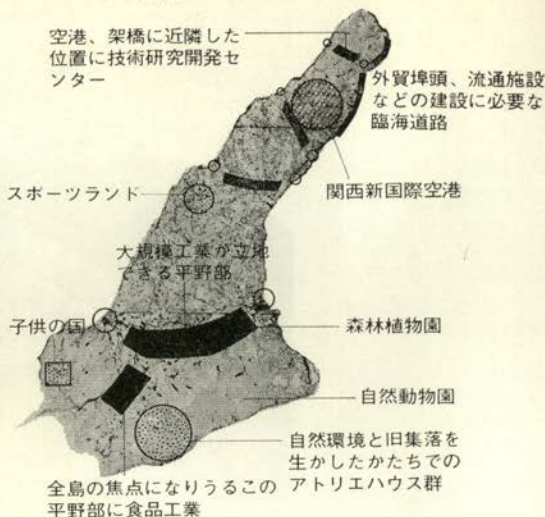 空港、架橋に近隣した
位置に技術研究開発セ
ンター
外貿埠頭、流通施設
などの建設に必要な
臨海道路
関西新国際空港
スポーツランド
大規模工業が立地
できる平野部
子供の国
森林植物園
自然動物園
自然環境と旧集落を
生かしたかたちでの
アトリエハウス群
全島の焦点になりうるこの
平野部に食品工業